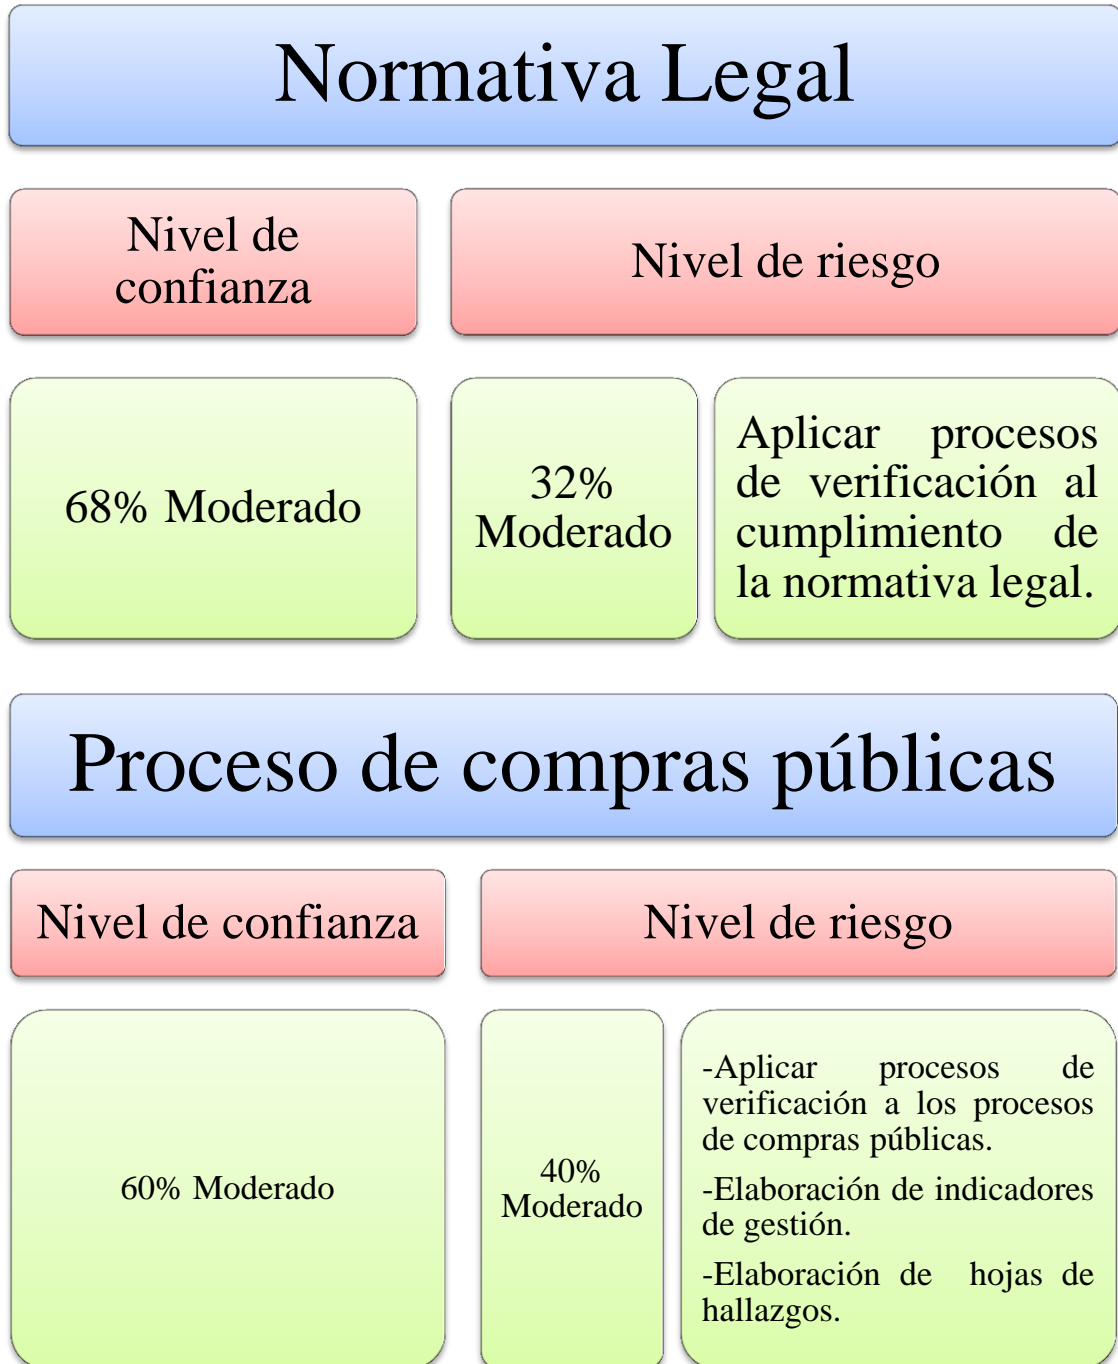 Normativa Legal
Nivel de
confianza
Nivel de riesgo
68% Moderado
32%
Moderado
Aplicar procesos
de verificación al
cumplimiento de
la normativa legal.
Proceso de compras públicas
Nivel de confianza
Nivel de riesgo
60% Moderado
40%
Moderado
-Aplicar procesos de
verificación a los procesos
de compras públicas.
-Elaboración de indicadores
de gestión.
-Elaboración de hojas de
hallazgos.